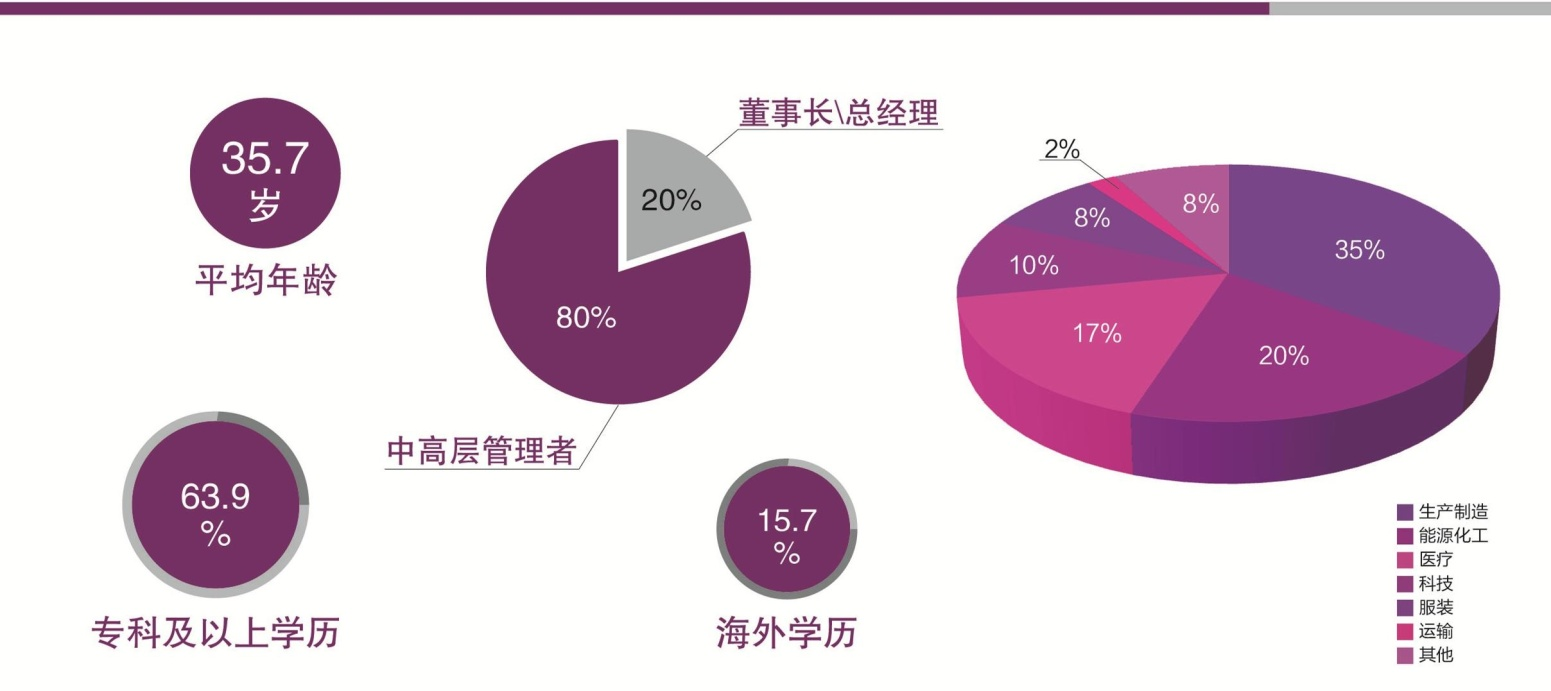 35.7
岁
平均年龄
董事长\总经理
20%
80%
中高层管理者
63.9
%
专科及以上学历
15.7
%
海外学历
2%
8%
8%
35%
10%
17%
20%
生产制造
能源化工
医疗
科技
服装
运输
其他